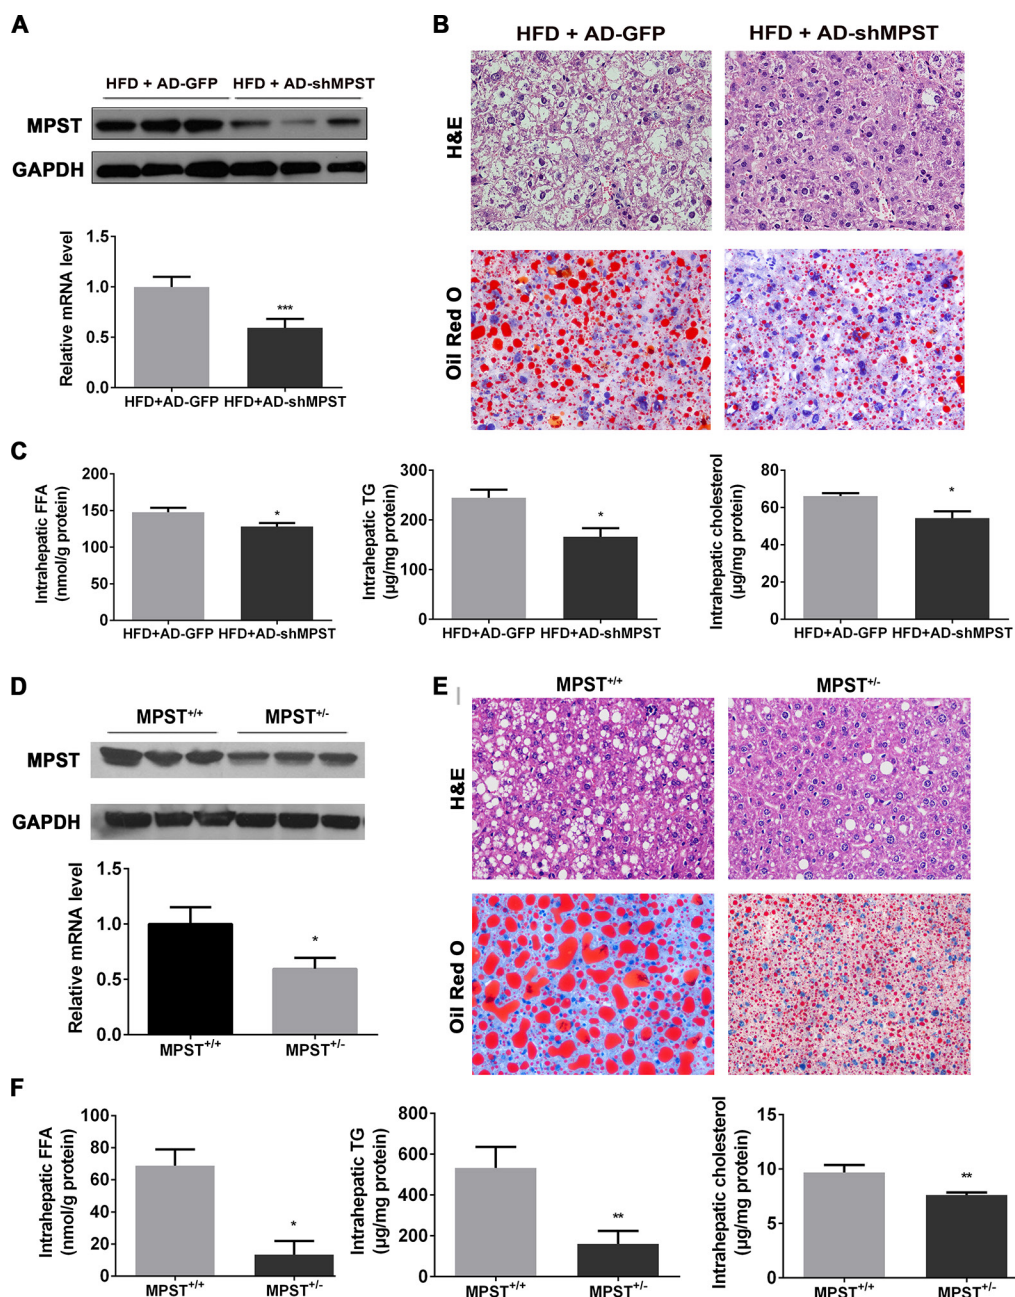 A
HFD + AD-GFP HFD + AD-shMPST
MPST
GAPDH
Relative mRNA level
1.5
1.0
0.5
0.0
***
HFD+AD-GFP HFD+AD-shMPST
B
HFD + AD-GFP HFD + AD-shMPST
H&E
Oil Red O
C
Intrahepatic FFA
(nmol/g protein)
200
150
100
50
0
*
HFD+AD-GFP HFD+AD-shMPST
Intrahepatic TG
(µg/mg protein)
300
200
100
0
*
HFD+AD-GFP HFD+AD-shMPST
Intrahepatic cholesterol
(µg/mg protein)
80
60
40
20
0
*
HFD+AD-GFP HFD+AD-shMPST
D
MPST+/+ MPST+/-
MPST
GAPDH
Relative mRNA level
1.5
1.0
0.5
0.0
*
MPST+/+ MPST+/-
E
MPST+/+ MPST+/-
H&E
Oil Red O
F
Intrahepatic FFA
(nmol/g protein)
100
80
60
40
20
0
*
MPST+/+ MPST+/-
Intrahepatic TG
(µg/mg protein)
800
600
400
200
0
**
MPST+/+ MPST+/-
Intrahepatic cholesterol
(µg/mg protein)
15
10
5
0
**
MPST+/+ MPST+/-